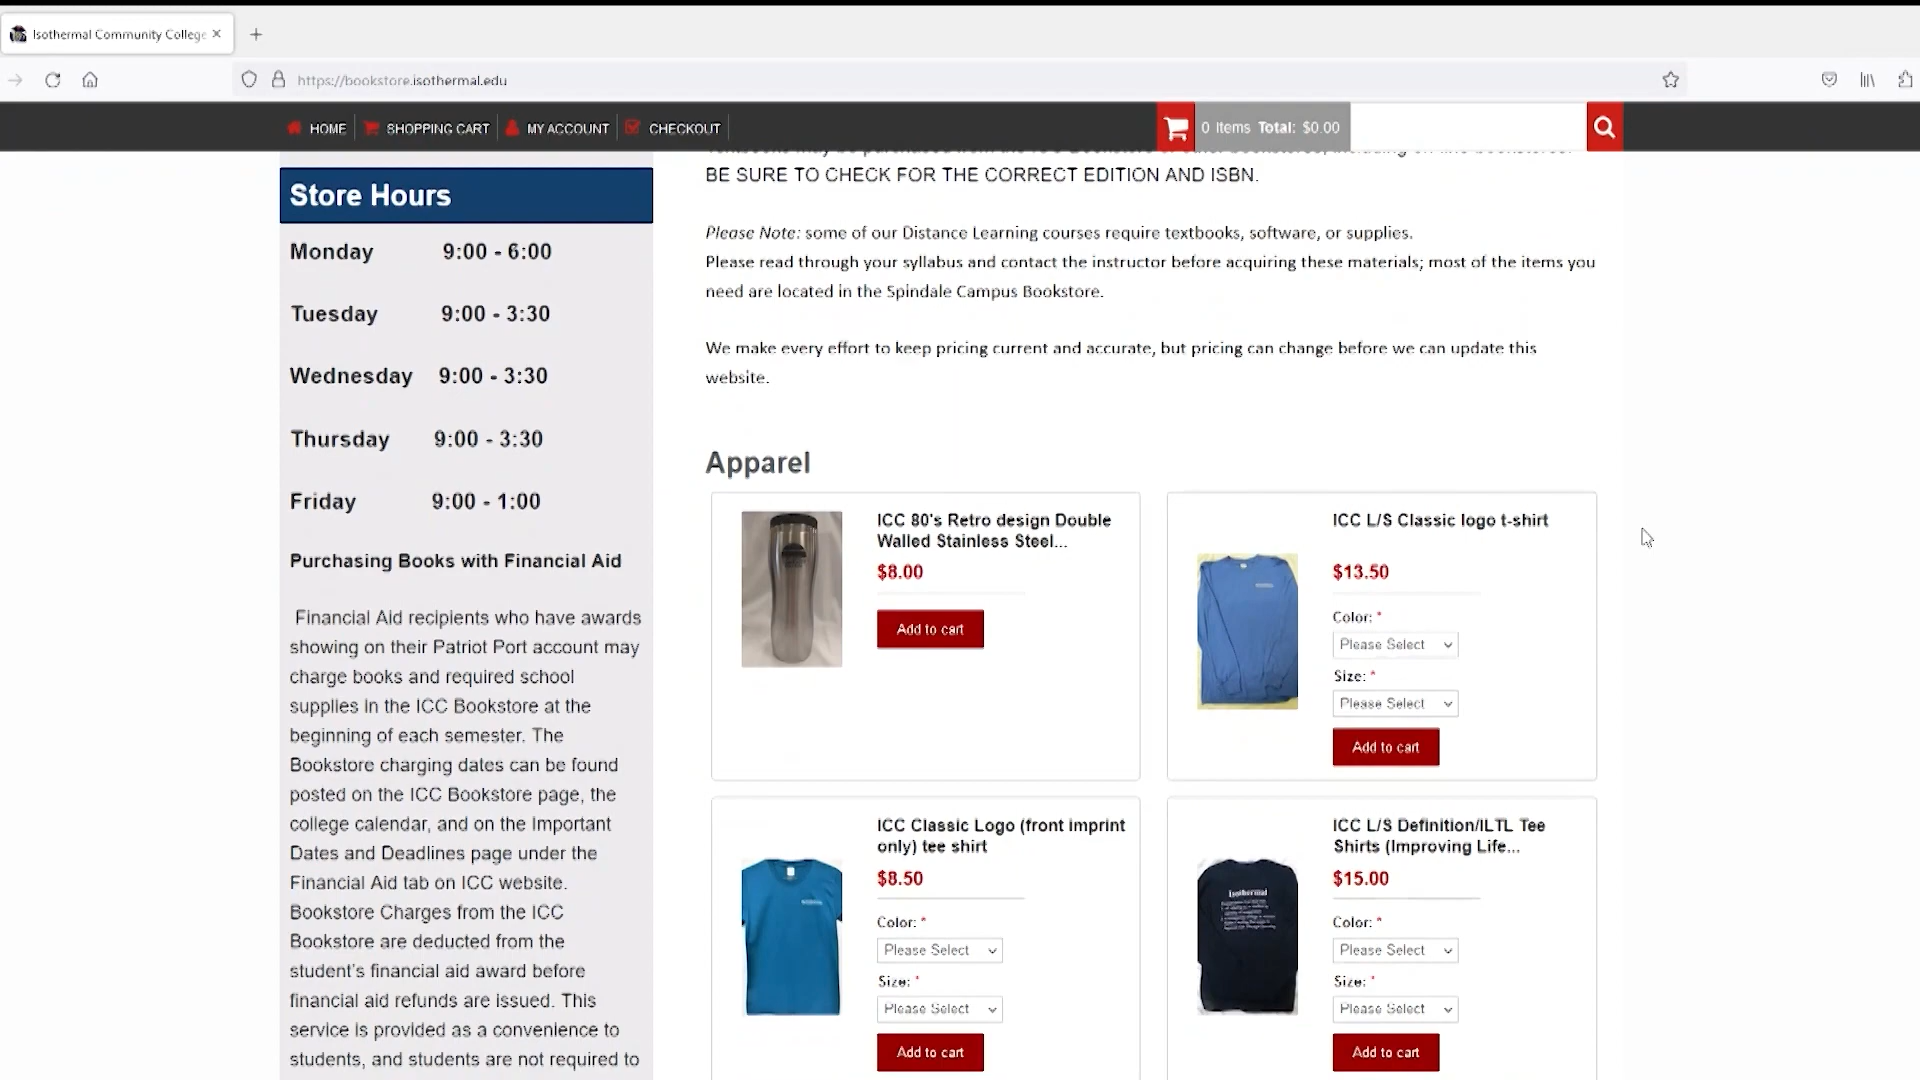 Isothermal Community College
https://bookstore.isothermal.edu
HOME
SHOPPING CART
MY ACCOUNT
CHECKOUT
0 Items Total: $0.00
BE SURE TO CHECK FOR THE CORRECT EDITION AND ISBN.
Please Note: some of our Distance Learning courses require textbooks, software, or supplies.
Please read through your syllabus and contact the instructor before acquiring these materials; most of the items you
need are located in the Spindale Campus Bookstore.
We make every effort to keep pricing current and accurate, but pricing can change before we can update this
website.
Store Hours
Monday 9:00 - 6:00
Tuesday 9:00 - 3:30
Wednesday 9:00 - 3:30
Thursday 9:00 - 3:30
Friday 9:00 - 1:00
Purchasing Books with Financial Aid
Financial Aid recipients who have awards
showing on their Patriot Port account may
charge books and required school
supplies in the ICC Bookstore at the
beginning of each semester. The
Bookstore charging dates can be found
posted on the ICC Bookstore page, the
college calendar, and on the Important
Dates and Deadlines page under the
Financial Aid tab on ICC website.
Bookstore Charges from the ICC
Bookstore are deducted from the
student's financial aid award before
financial aid refunds are issued. This
service is provided as a convenience to
students, and students are not required to
Apparel
ICC 80's Retro design Double
Walled Stainless Steel...
$8.00
Add to cart
ICC L/S Classic logo t-shirt
$13.50
Color: *
Please Select
Size: *
Please Select
Add to cart
ICC Classic Logo (front imprint
only) tee shirt
$8.50
Color: *
Please Select
Size: *
Please Select
Add to cart
ICC L/S Definition/ILTL Tee
Shirts (Improving Life...
$15.00
Color: *
Please Select
Size: *
Please Select
Add to cart
Isothermal